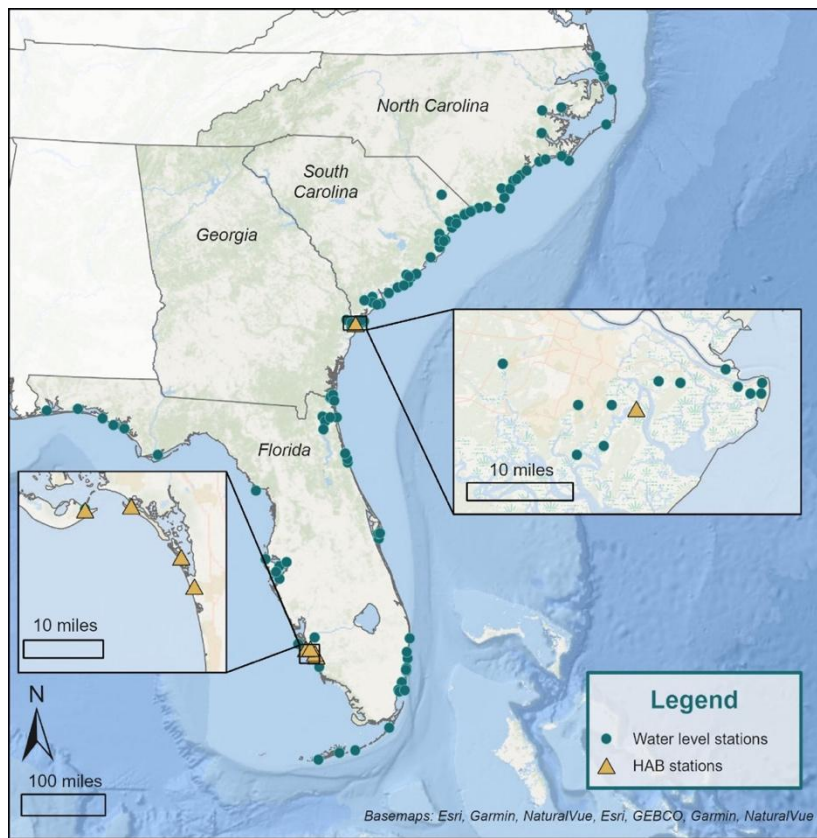 North Carolina
South
Carolina
Georgia
Florida
10 miles
10 miles
N
100 miles
Legend
Water level stations
HAB stations
Basemaps: Esri, Garmin, NaturalVue, Esri, GEBCO, Garmin, NaturalVue